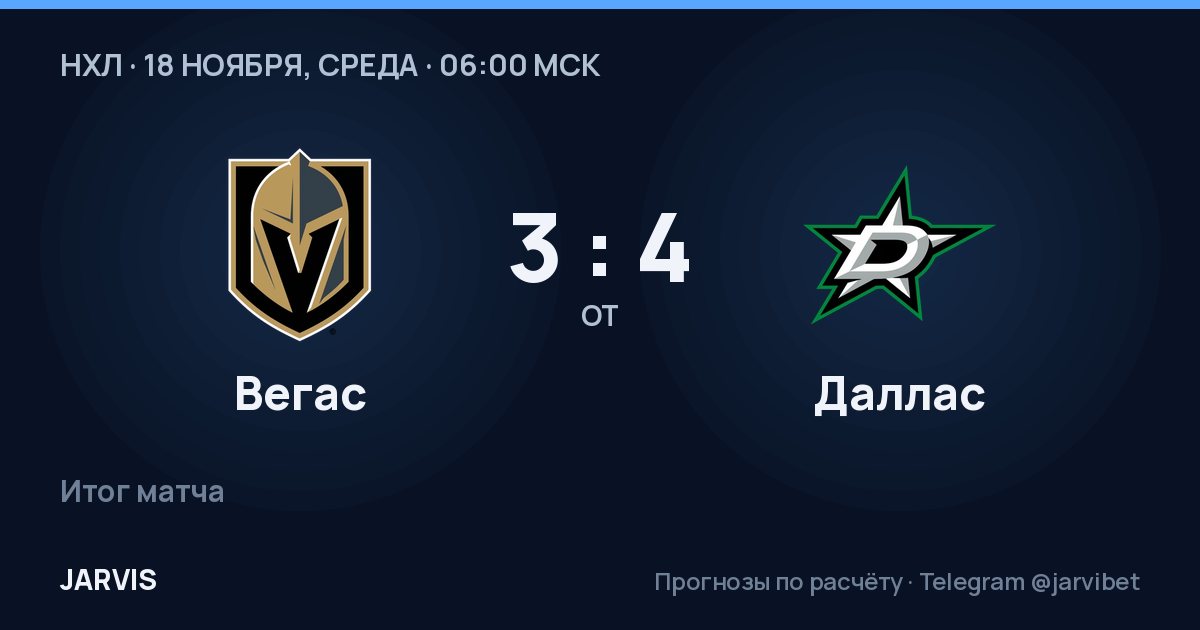 НХЛ · 18 НОЯБРЯ, СРЕДА · 06:00 МСК
3 : 4
ОТ
Вегас
Даллас
Итог матча
JARVIS
Прогнозы по расчёту · Telegram @jarvibet